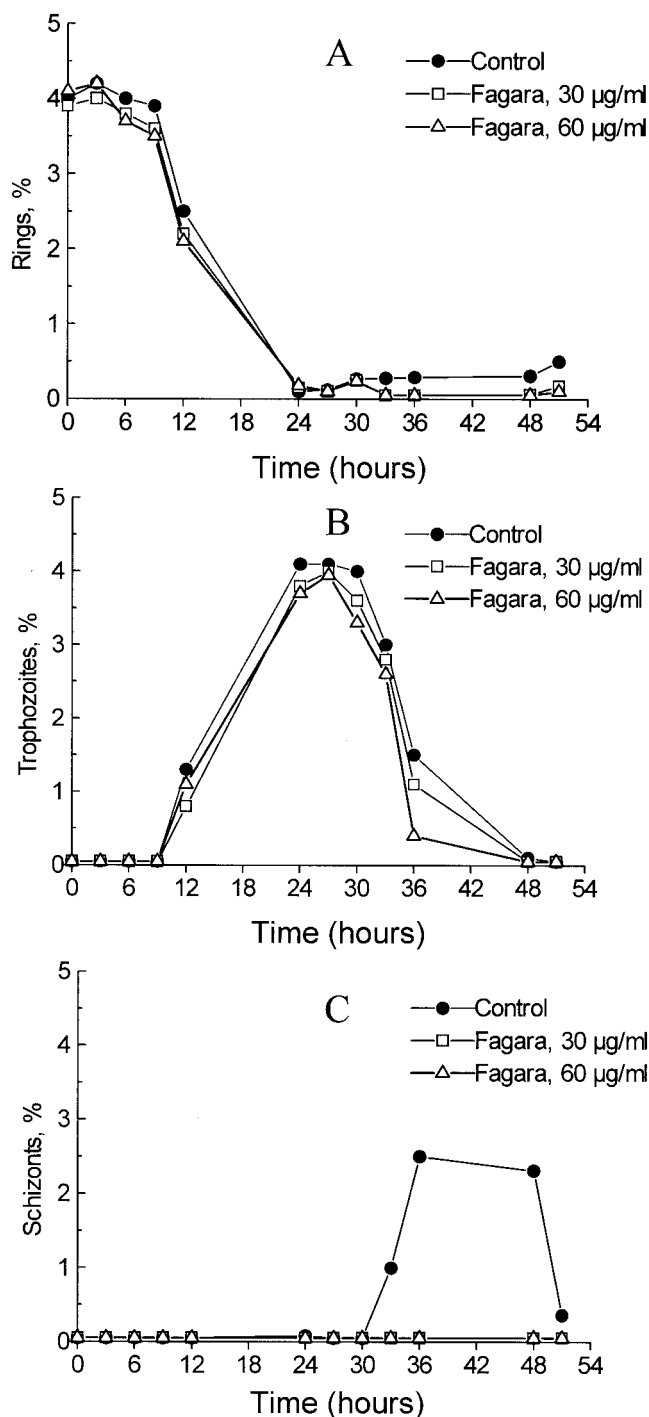 A
Control
Fagara, 30 µg/ml
Fagara, 60 µg/ml
5
4
3
2
1
0
Rings, %
0 6 12 18 24 30 36 42 48 54
Time (hours)
B
Control
Fagara, 30 µg/ml
Fagara, 60 µg/ml
5
4
3
2
1
0
Trophozoites, %
0 6 12 18 24 30 36 42 48 54
Time (hours)
C
Control
Fagara, 30 µg/ml
Fagara, 60 µg/ml
5
4
3
2
1
0
Schizonts, %
0 6 12 18 24 30 36 42 48 54
Time (hours)